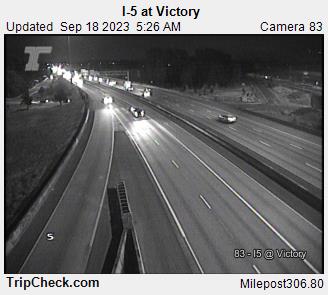 I-5 at Victory
Updated  Sep 18 2023  5:26 AM    Camera 83
S
83 - I5 @ Victory
TripCheck.com    Milepost306.80